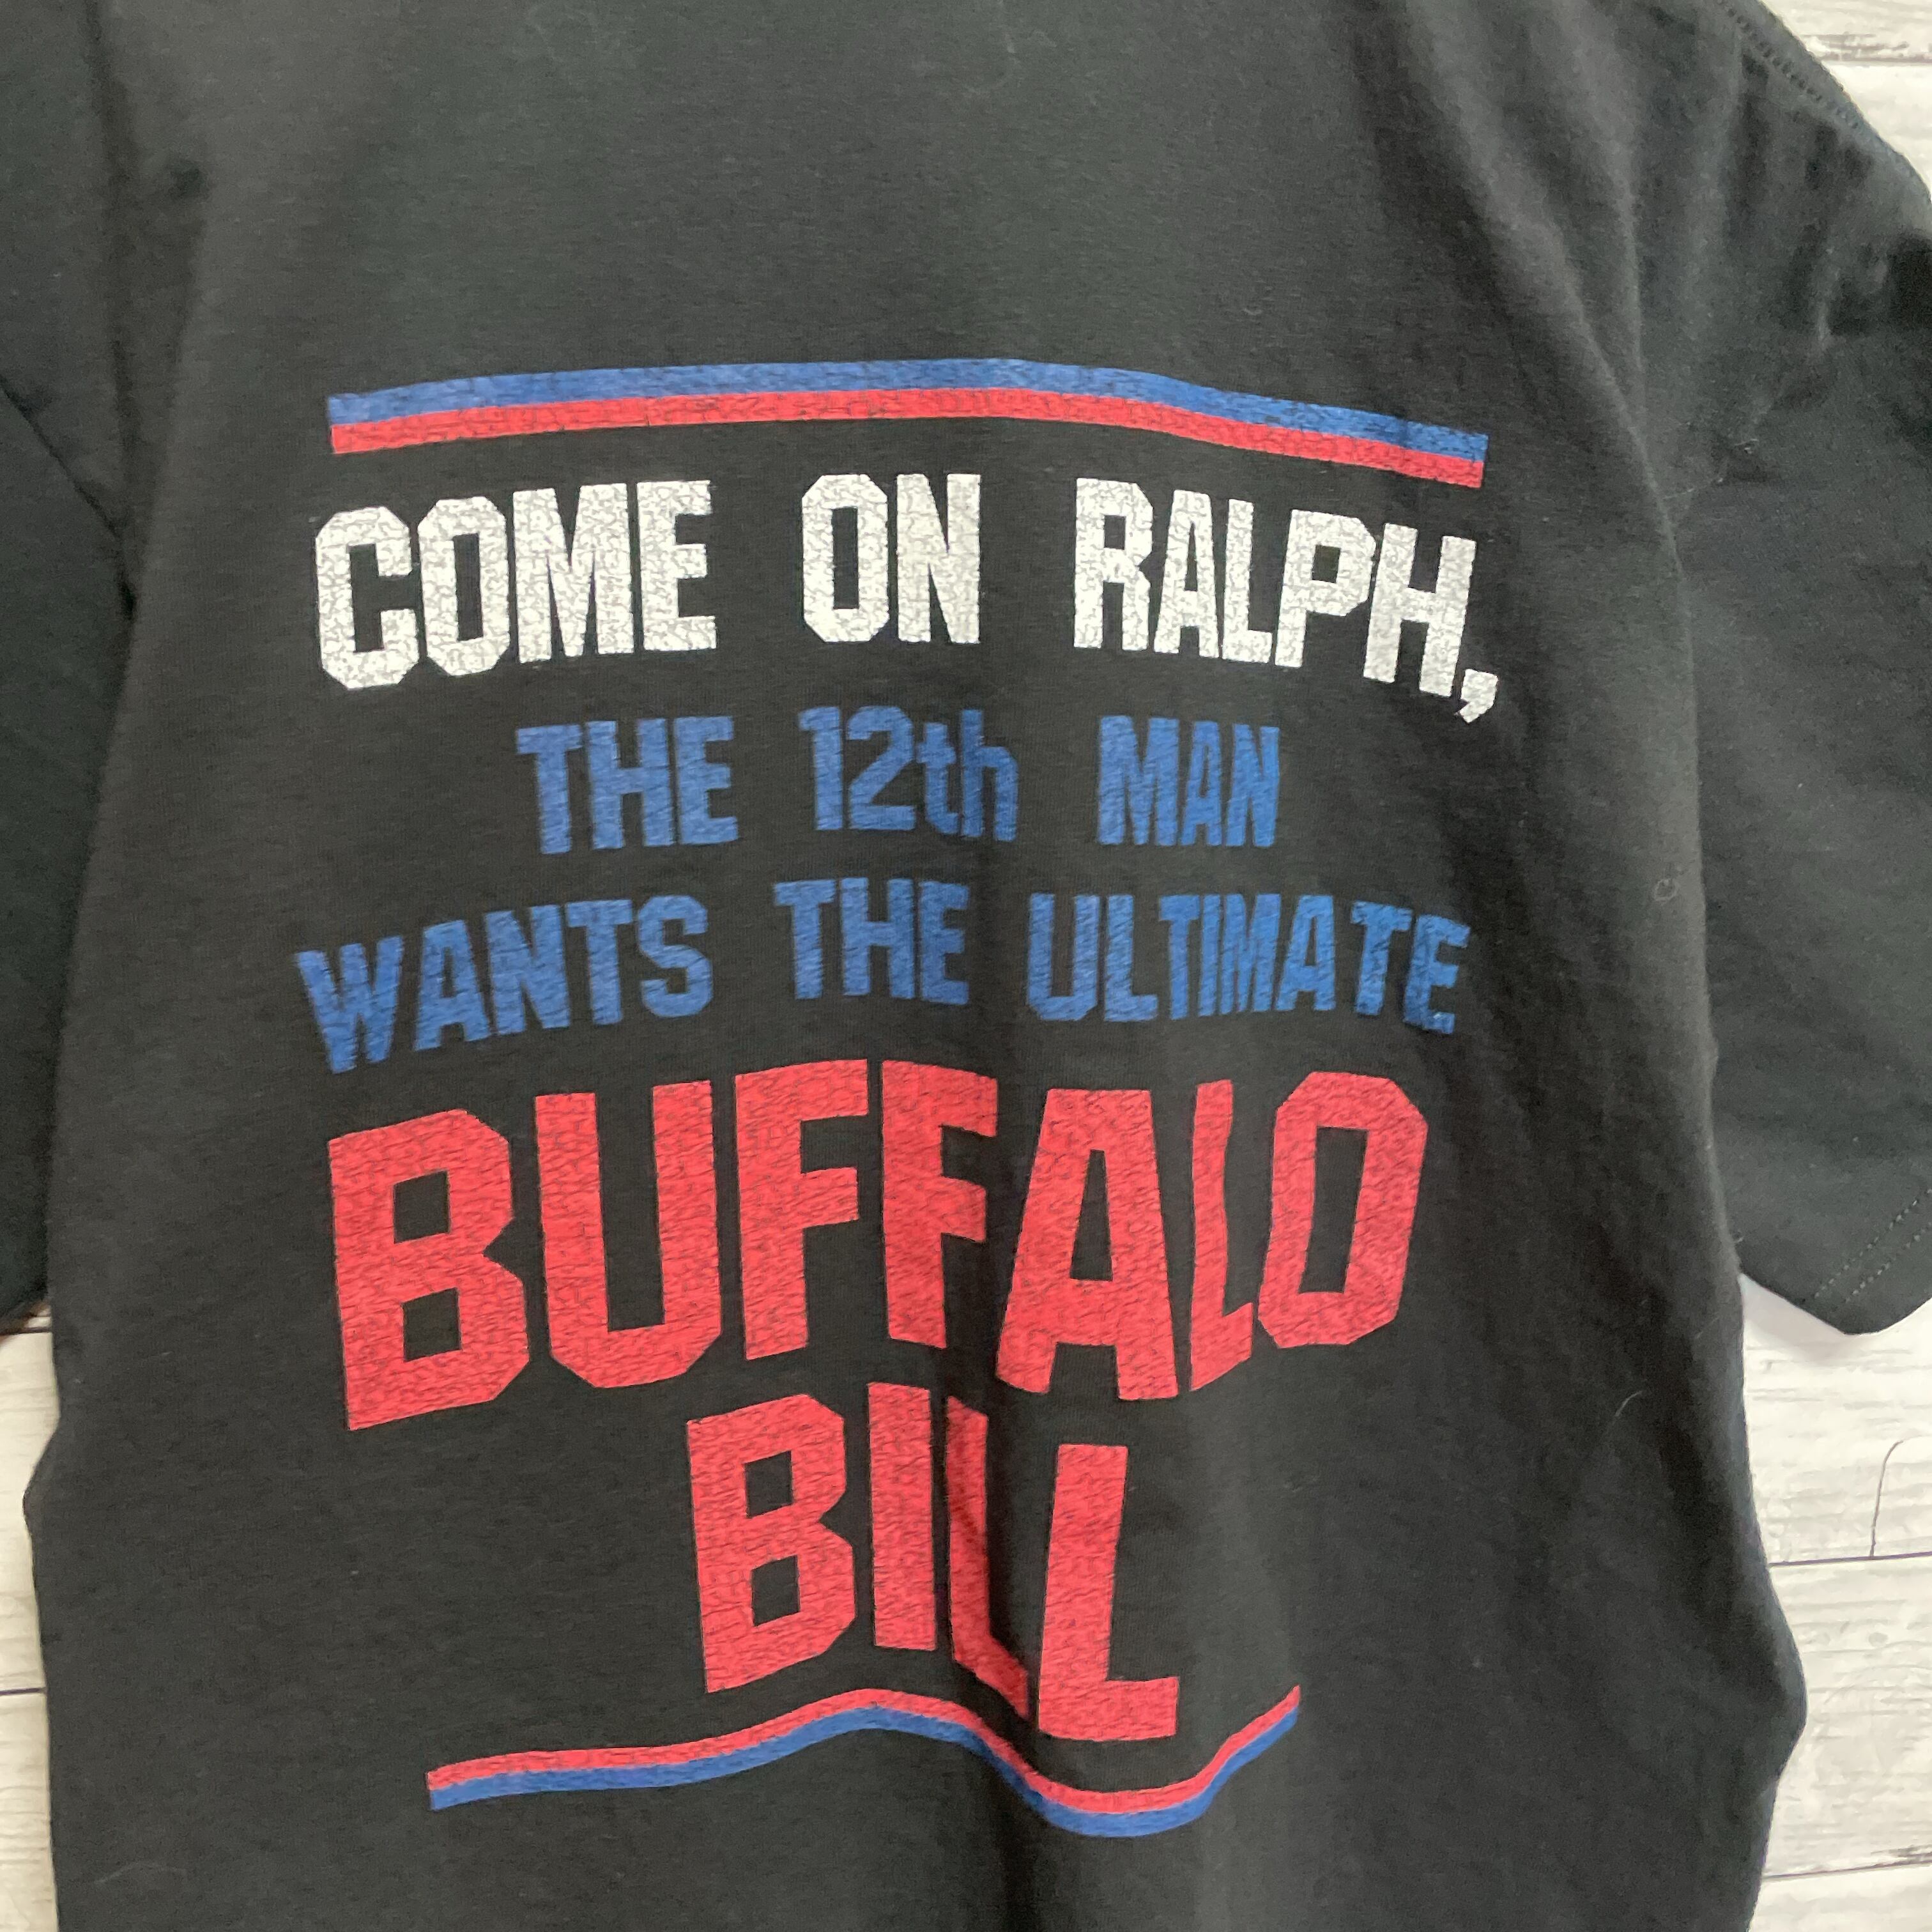 COME ON RALPH,
THE 12th MAN
WANTS THE ULTIMATE
BUFFALO
BILL